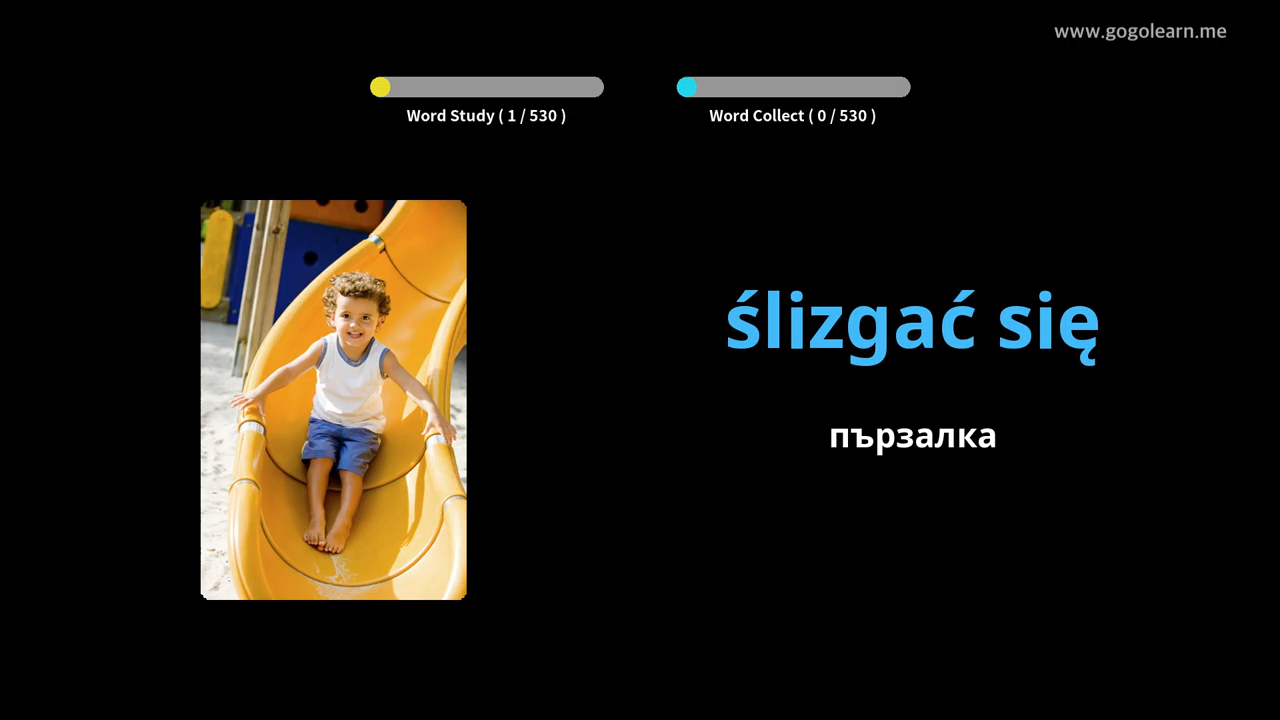 www.gogolearn.me
Word Study ( 1 / 530 )
Word Collect ( 0 / 530 )
ślizgać się
пързалка